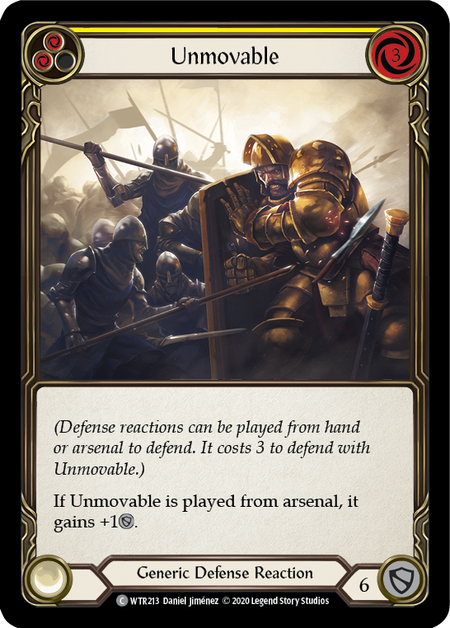 Unmovable
3
(Defense reactions can be played from hand
or arsenal to defend. It costs 3 to defend with
Unmovable.)
If Unmovable is played from arsenal, it
gains +1.
Generic Defense Reaction
6
C WTR213 Daniel Jiménez © 2020 Legend Story Studios